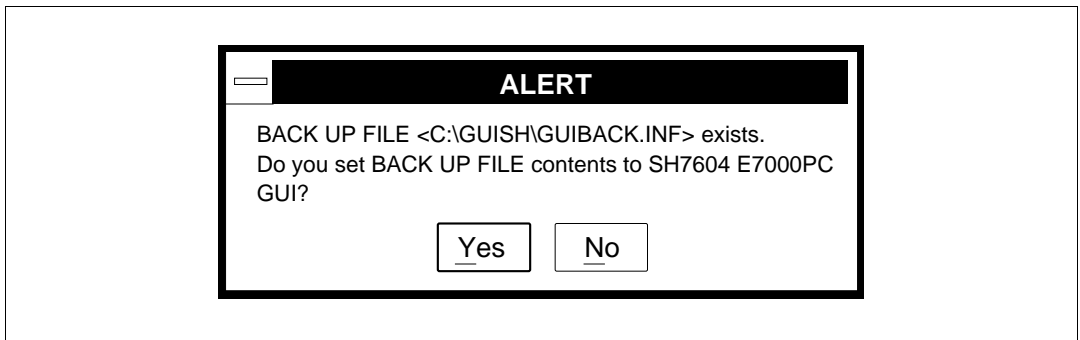 ALERT
BACK UP FILE <C:\GUISH\GUIBACK.INF> exists.
Do you set BACK UP FILE contents to SH7604 E7000PC
GUI?
Yes No